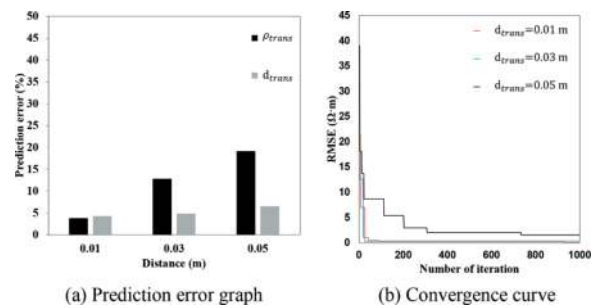 50
45
40
35
30
25
20
15
10
5
0
Prediction error (%)
ρtrans
dtrans
0.01 0.03 0.05
Distance (m)
(a) Prediction error graph
45
40
35
30
25
20
15
10
5
0
RMSE (Ω·m)
dtrans=0.01 m
dtrans=0.03 m
dtrans=0.05 m
0 200 400 600 800 1000
Number of iteration
(b) Convergence curve